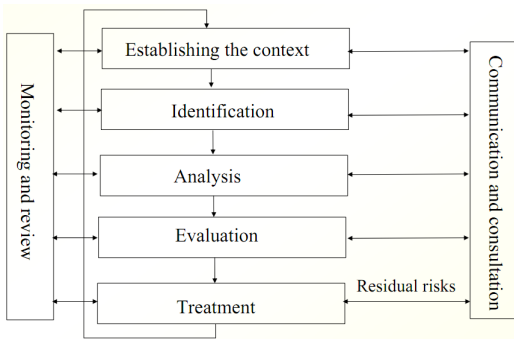 Establishing the context
Identification
Analysis
Evaluation
Treatment
Residual risks
Monitoring and review
Communication and consultation